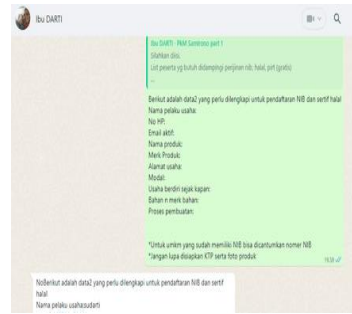 Ibu DARTI
Ibu DARTI - PKM Sambroto part 1
Silahkan diisi.
List peserta yg butuh didampingi perijinan nib, halal, pirt (gratis)
...
Berikut adalah data2 yang perlu dilengkapi untuk pendaftaran NIB dan sertif halal
Nama pelaku usaha:
No HP:
Email aktif:
Nama produk:
Merk Produk:
Alamat usaha:
Modal:
Usaha berdiri sejak kapan:
Bahan n merk bahan:
Proses pembuatan:
*Untuk umkm yang sudah memiliki NIB bisa dicantumkan nomer NIB
*Jangan lupa disiapkan KTP serta foto produk
NoBerikut adalah data2 yang perlu dilengkapi untuk pendaftaran NIB dan sertif
halal
Nama pelaku usaha:sudarti